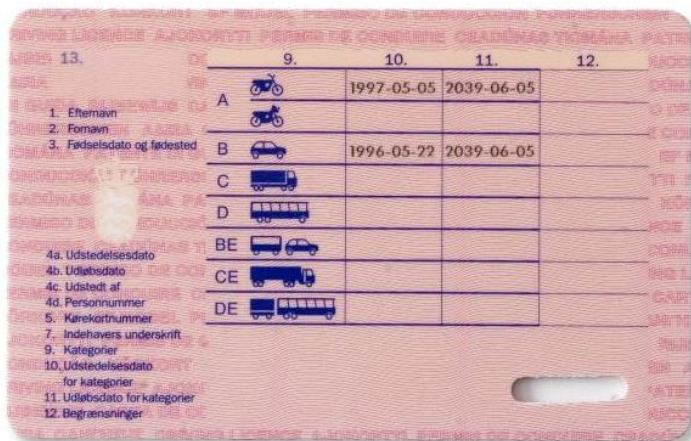 13.
9. 10. 11. 12.
A 1997-05-05 2039-06-05
1. Efternavn
2. Fornavn
3. Fødselsdato og fødested
B 1996-05-22 2039-06-05
C
D
BE
CE
DE
4a. Udstedelsesdato
4b. Udløbsdato
4c. Udstedt af
4d. Personnummer
5. Kørekortnummer
7. Indehavers underskrift
9. Kategorier
10. Udstedelsesdato
for kategorier
11. Udløbsdato for kategorier
12. Begrænsninger